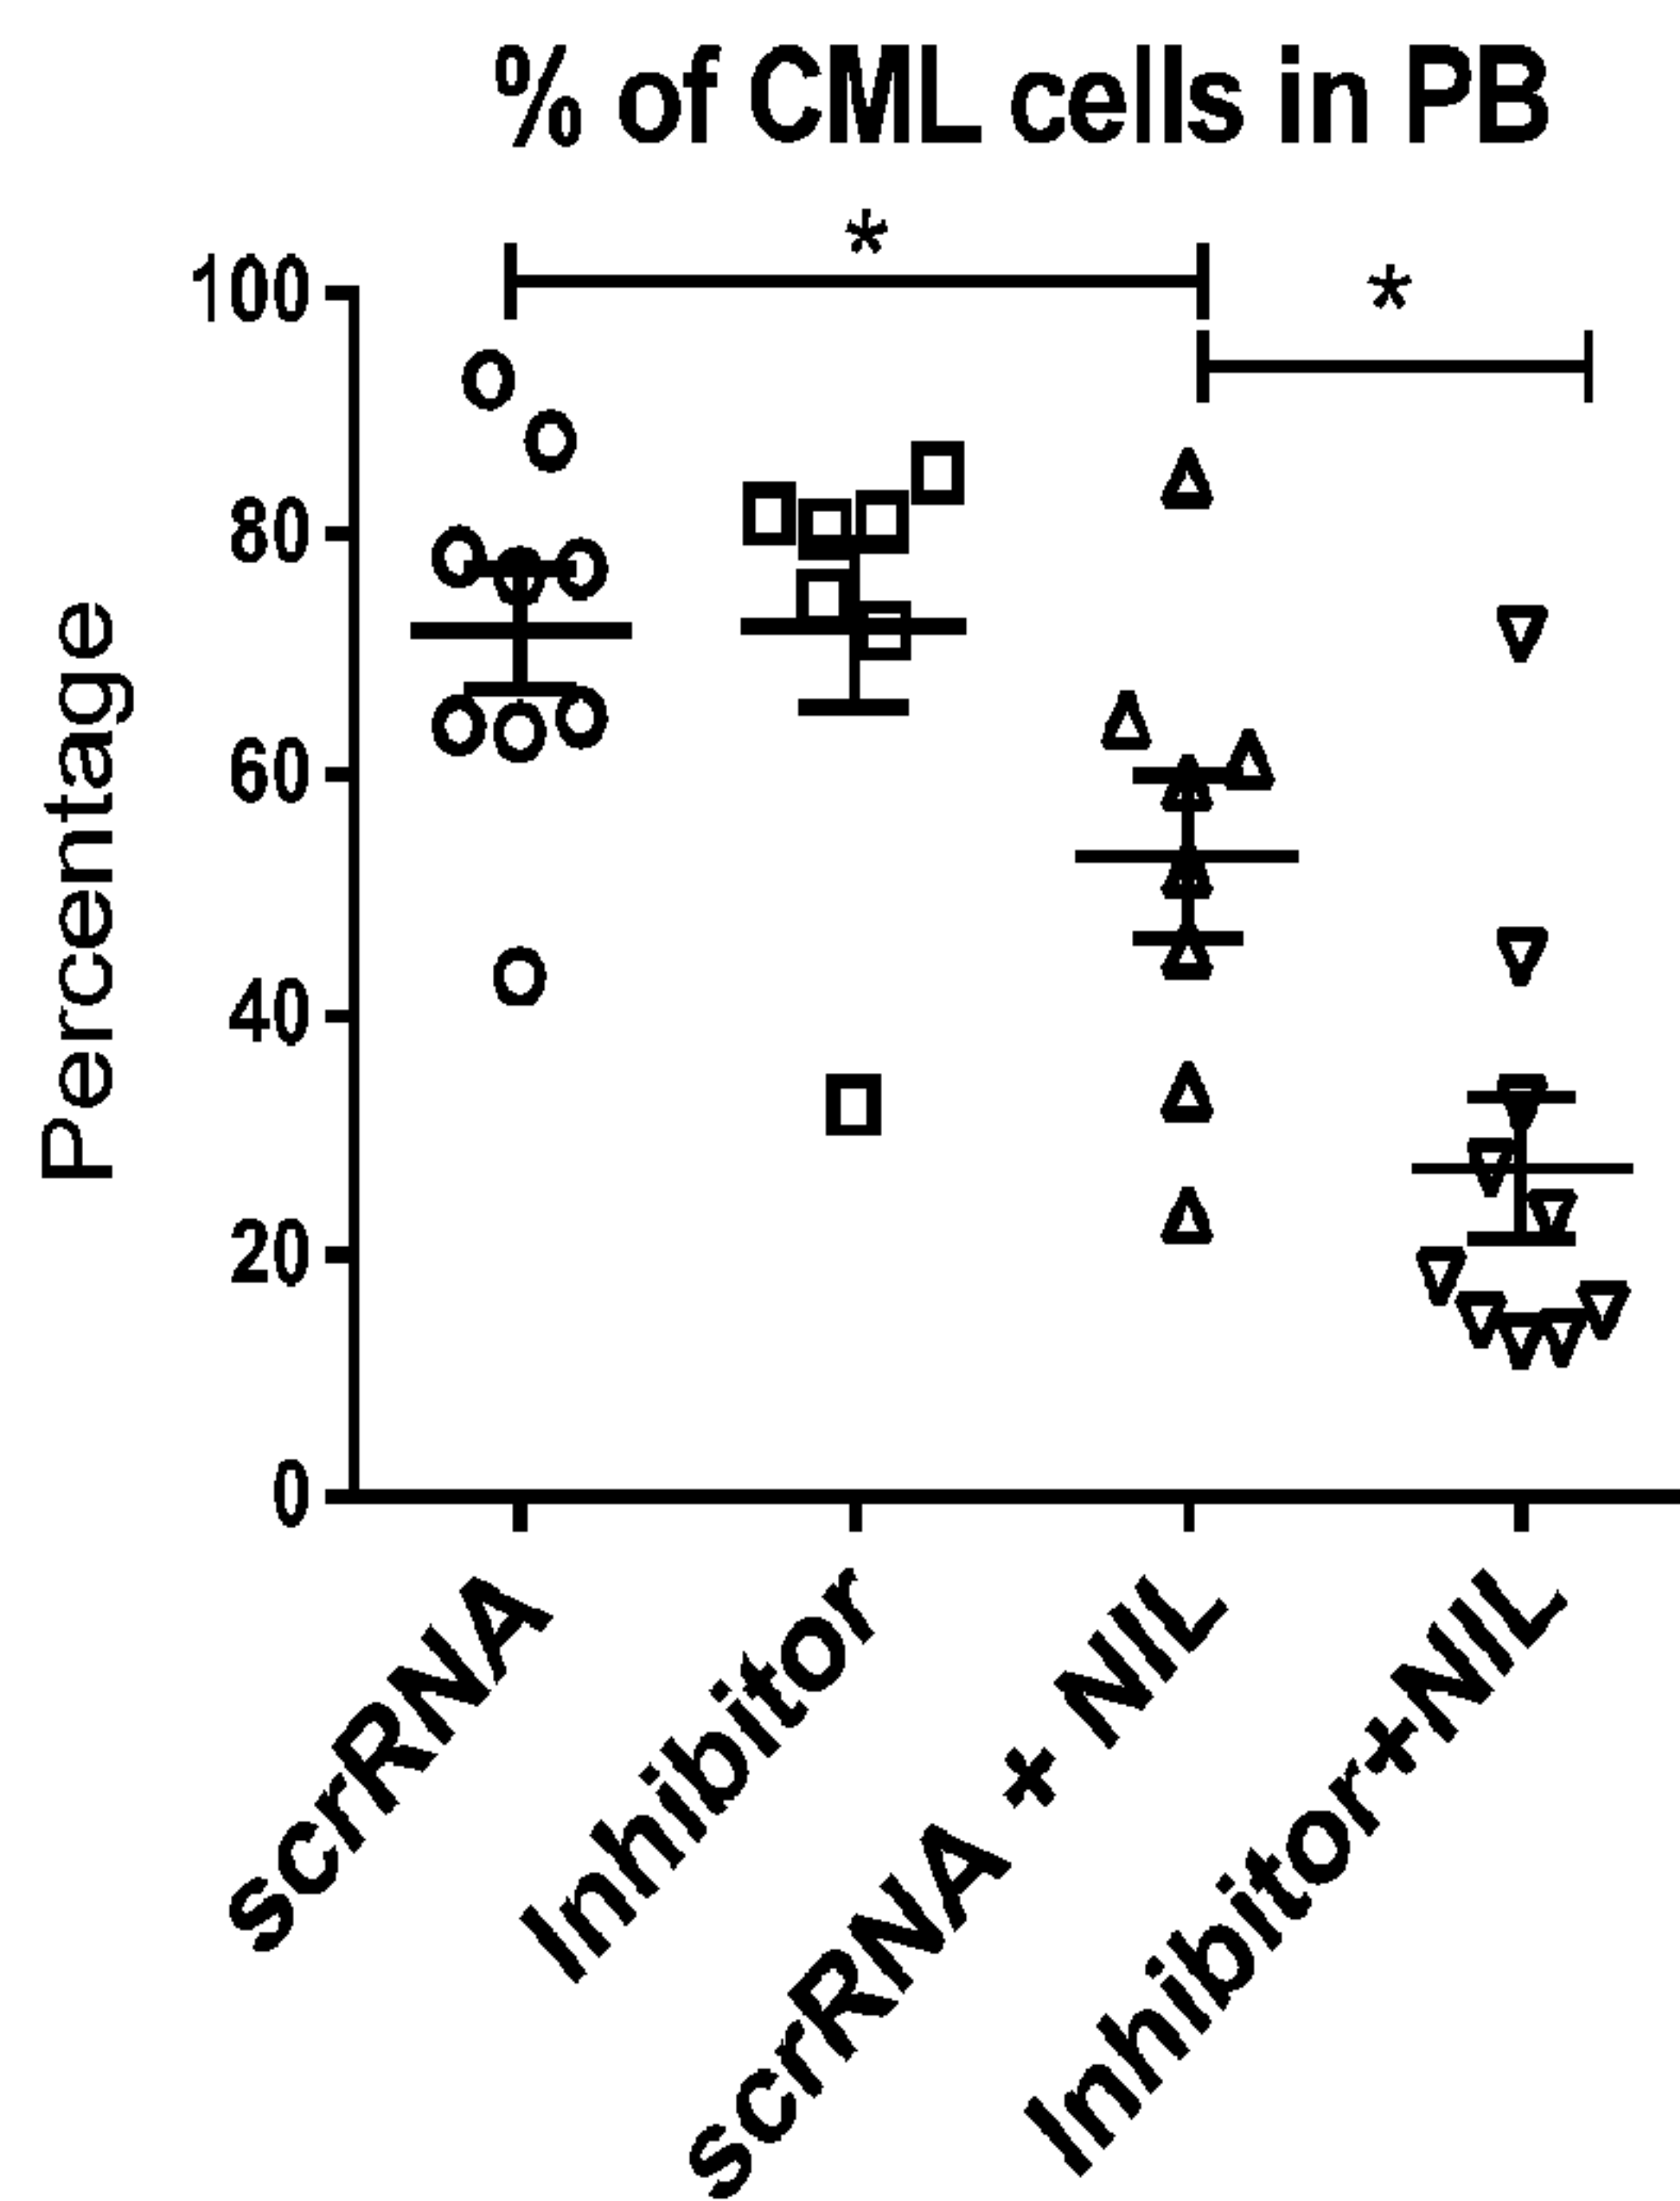 % of CML cells in PB
*
*
100
80
60
40
20
0
Percentage
scrRNA
Inhibitor
scrRNA + NIL
Inhibitor+NIL